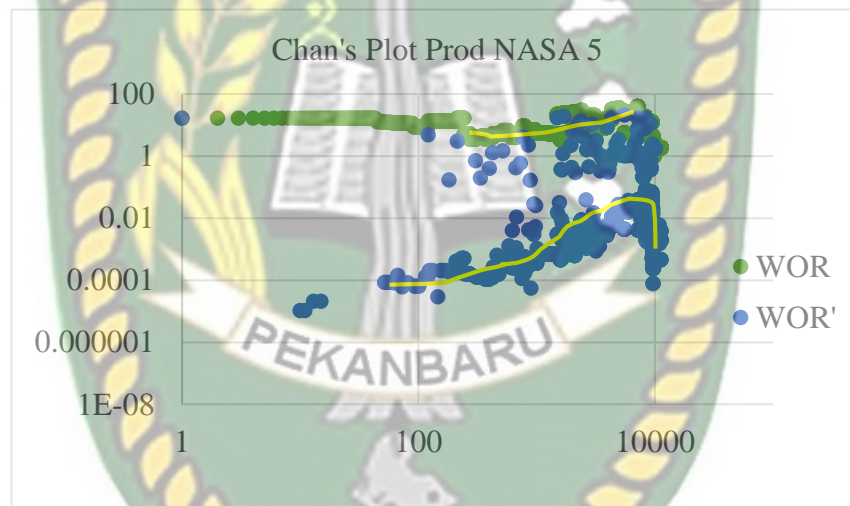 Chan's Plot Prod NASA 5
100
1
0.01
0.0001
0.000001
1E-08
1
100
10000
WOR
WOR'
PEKANBARU